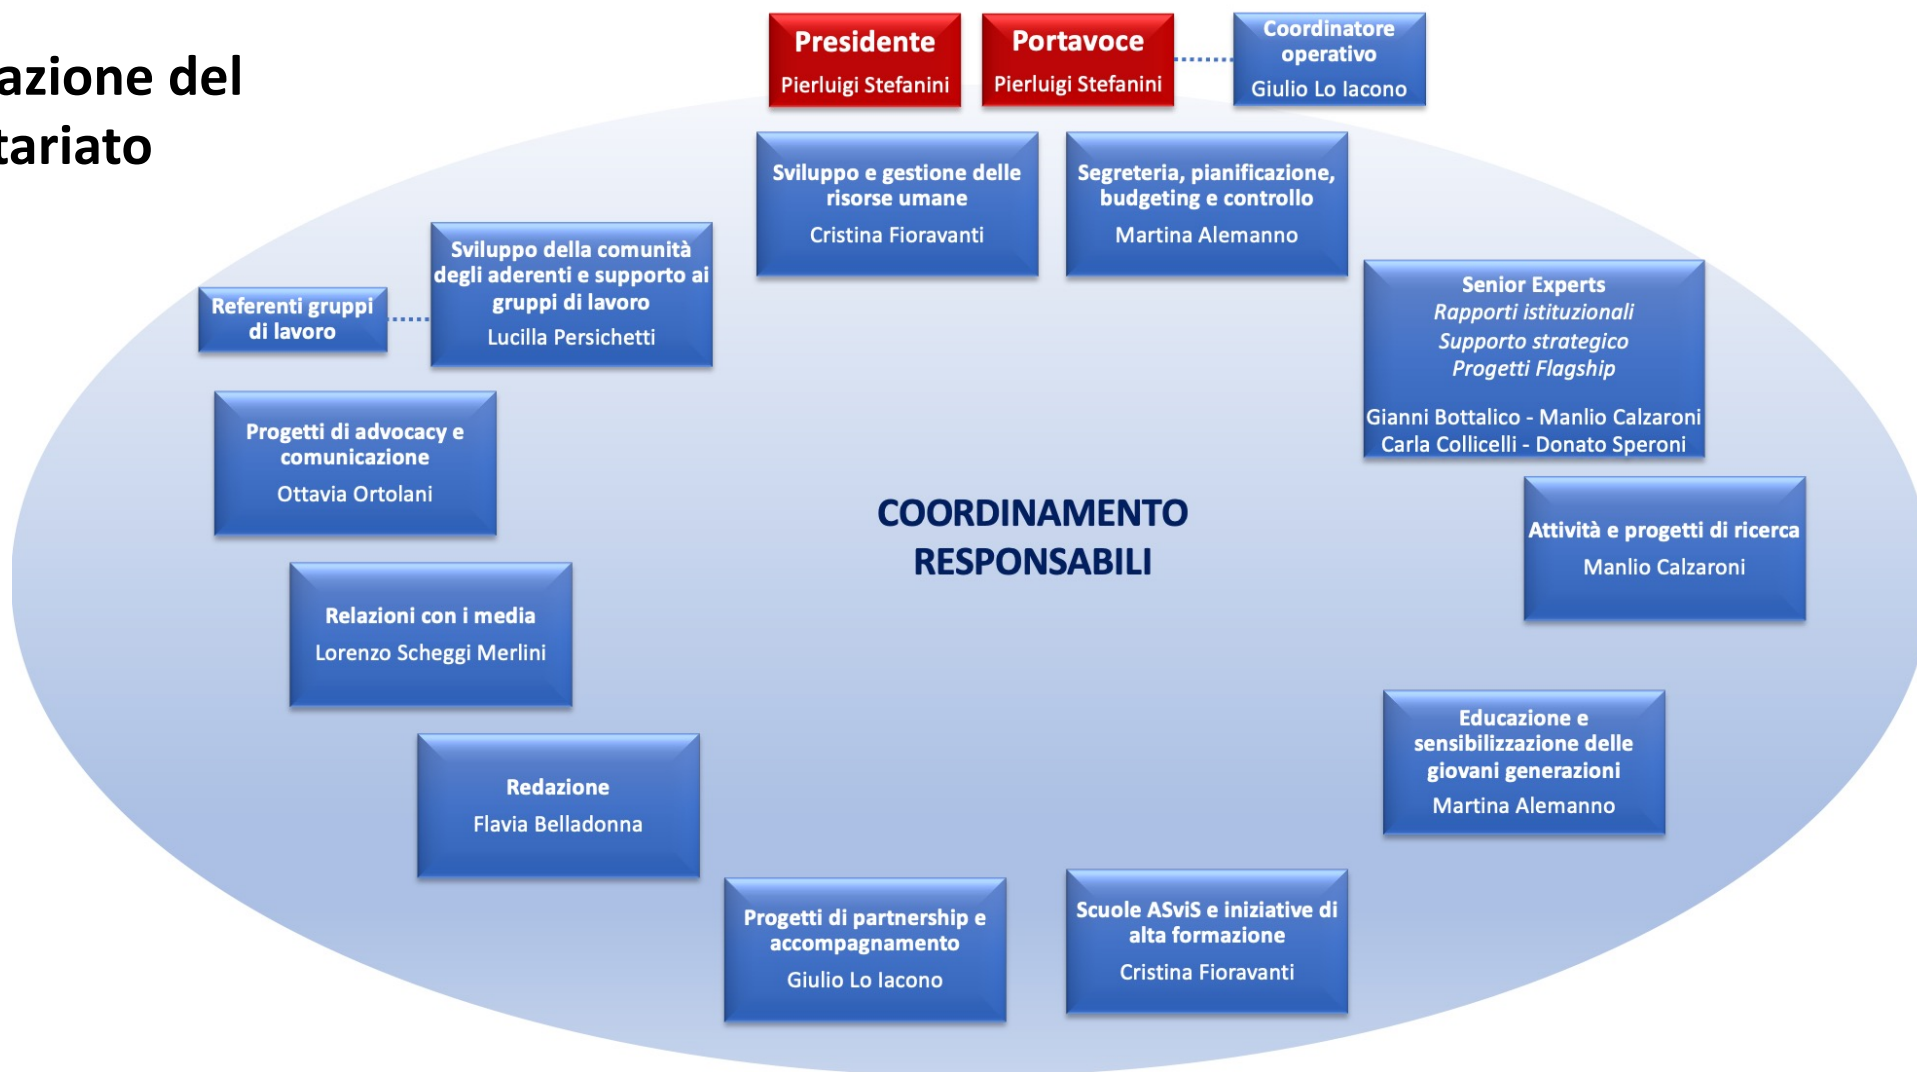 azione del
tariato
Presidente
Pierluigi Stefanini
Portavoce
Pierluigi Stefanini
Coordinatore
operativo
Giulio Lo Iacono
Sviluppo e gestione delle
risorse umane
Cristina Fioravanti
Segreteria, pianificazione,
budgeting e controllo
Martina Alemanno
Sviluppo della comunità
degli aderenti e supporto ai
gruppi di lavoro
Lucilla Persichetti
Referenti gruppi
di lavoro
Senior Experts
Rapporti istituzionali
Supporto strategico
Progetti Flagship
Gianni Bottalico - Manlio Calzaroni
Carla Collicelli - Donato Speroni
Progetti di advocacy e
comunicazione
Ottavia Ortolani
COORDINAMENTO
RESPONSABILI
Attività e progetti di ricerca
Manlio Calzaroni
Relazioni con i media
Lorenzo Scheggi Merlini
Educazione e
sensibilizzazione delle
giovani generazioni
Martina Alemanno
Redazione
Flavia Belladonna
Progetti di partnership e
accompagnamento
Giulio Lo Iacono
Scuole ASviS e iniziative di
alta formazione
Cristina Fioravanti